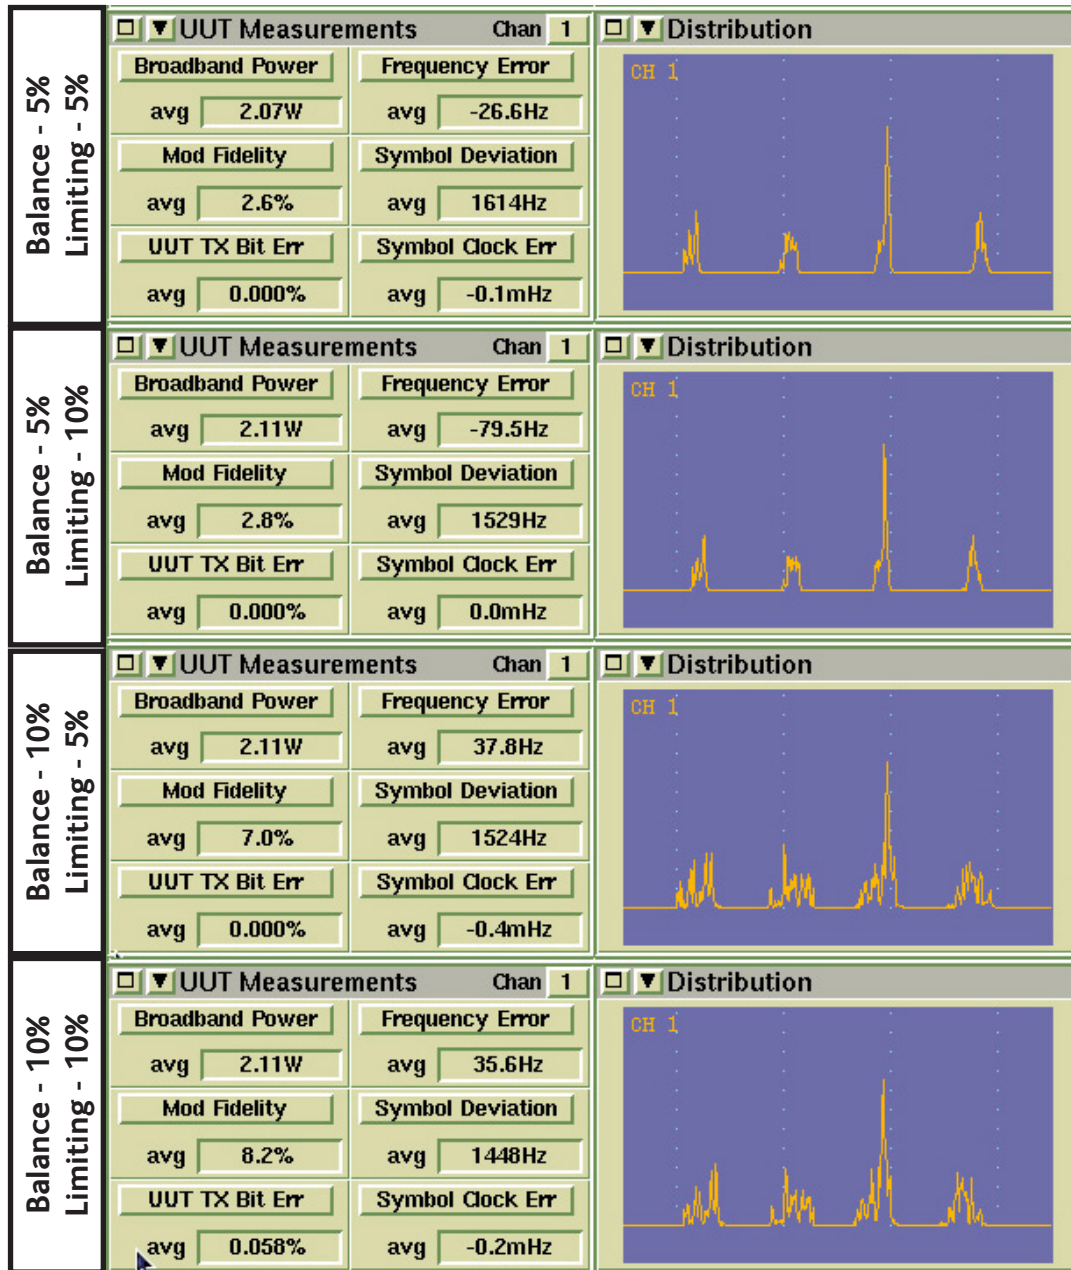 Balance - 5%
Limiting - 5%
UUT Measurements Chan 1
Broadband Power Frequency Error
avg 2.07W avg -26.6Hz
Mod Fidelity Symbol Deviation
avg 2.6% avg 1614Hz
UUT TX Bit Err Symbol Clock Err
avg 0.000% avg -0.1mHz
Distribution
CH 1
Balance - 5%
Limiting - 10%
UUT Measurements Chan 1
Broadband Power Frequency Error
avg 2.11W avg -79.5Hz
Mod Fidelity Symbol Deviation
avg 2.8% avg 1529Hz
UUT TX Bit Err Symbol Clock Err
avg 0.000% avg 0.0mHz
Distribution
CH 1
Balance - 10%
Limiting - 5%
UUT Measurements Chan 1
Broadband Power Frequency Error
avg 2.11W avg 37.8Hz
Mod Fidelity Symbol Deviation
avg 7.0% avg 1524Hz
UUT TX Bit Err Symbol Clock Err
avg 0.000% avg -0.4mHz
Distribution
CH 1
Balance - 10%
Limiting - 10%
UUT Measurements Chan 1
Broadband Power Frequency Error
avg 2.11W avg 35.6Hz
Mod Fidelity Symbol Deviation
avg 8.2% avg 1448Hz
UUT TX Bit Err Symbol Clock Err
avg 0.058% avg -0.2mHz
Distribution
CH 1